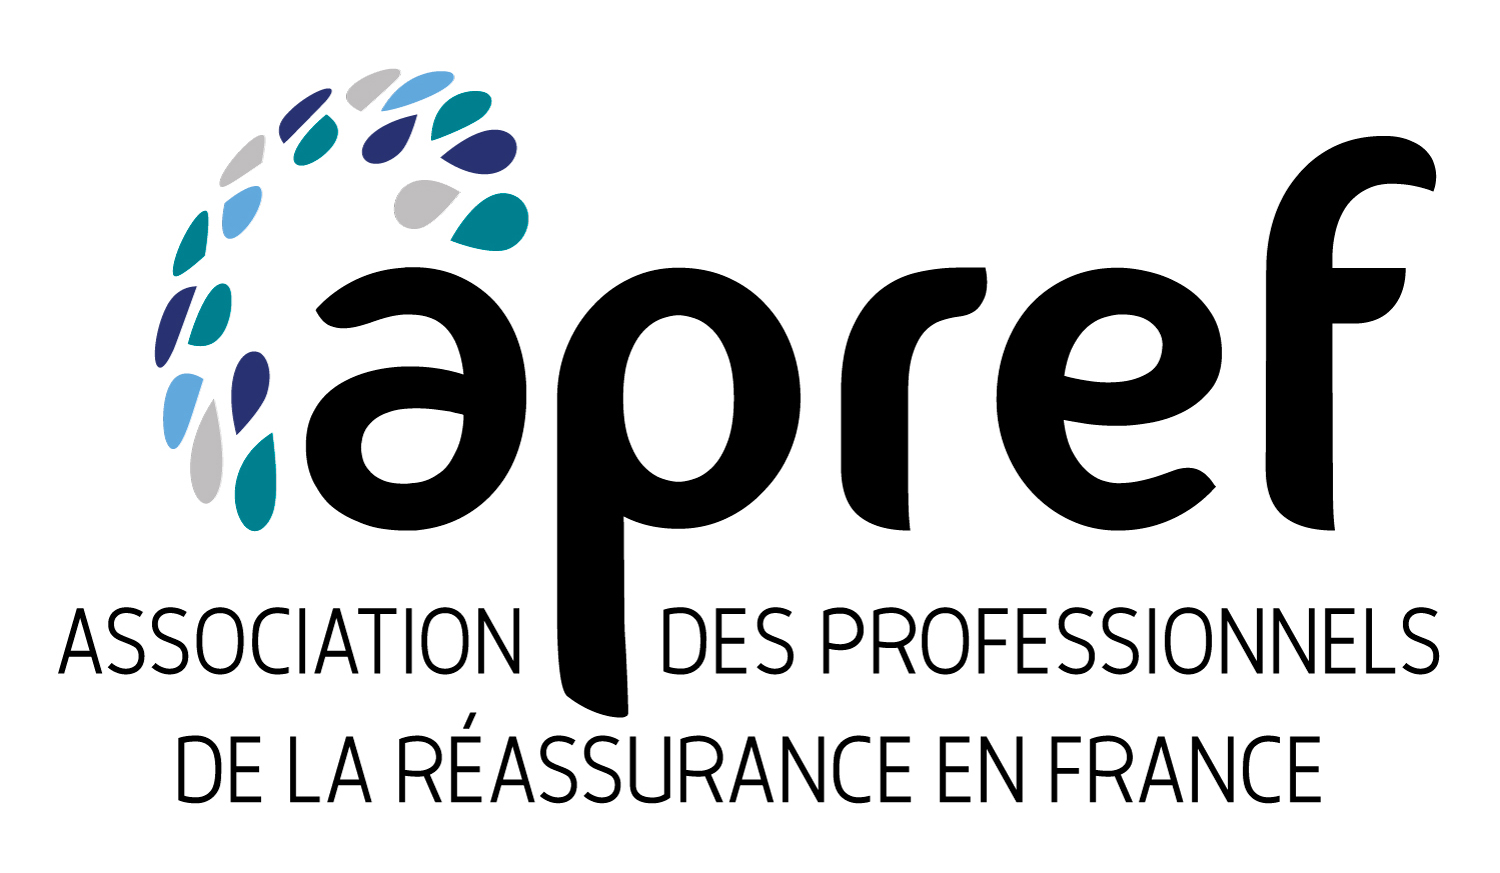 apref
ASSOCIATION DES PROFESSIONNELS
DE LA RÉASSURANCE EN FRANCE